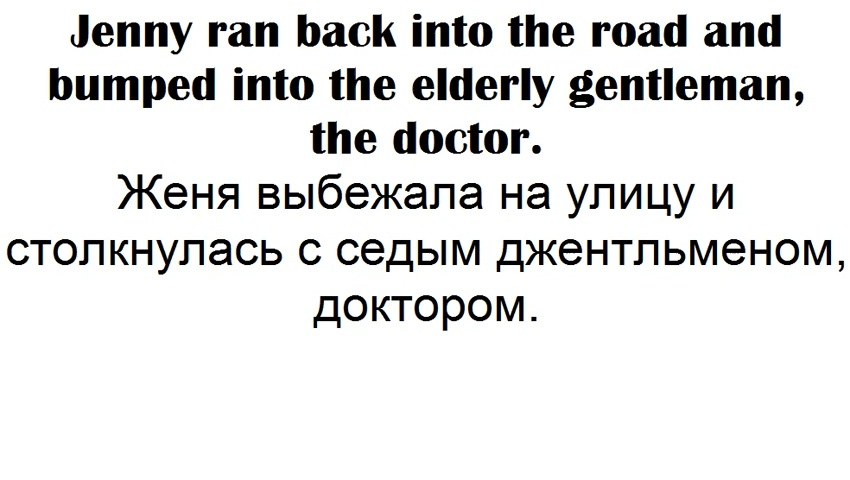 Jenny ran back into the road and
bumped into the elderly gentleman,
the doctor.
Женя выбежала на улицу и
столкнулась с седым джентльменом,
доктором.